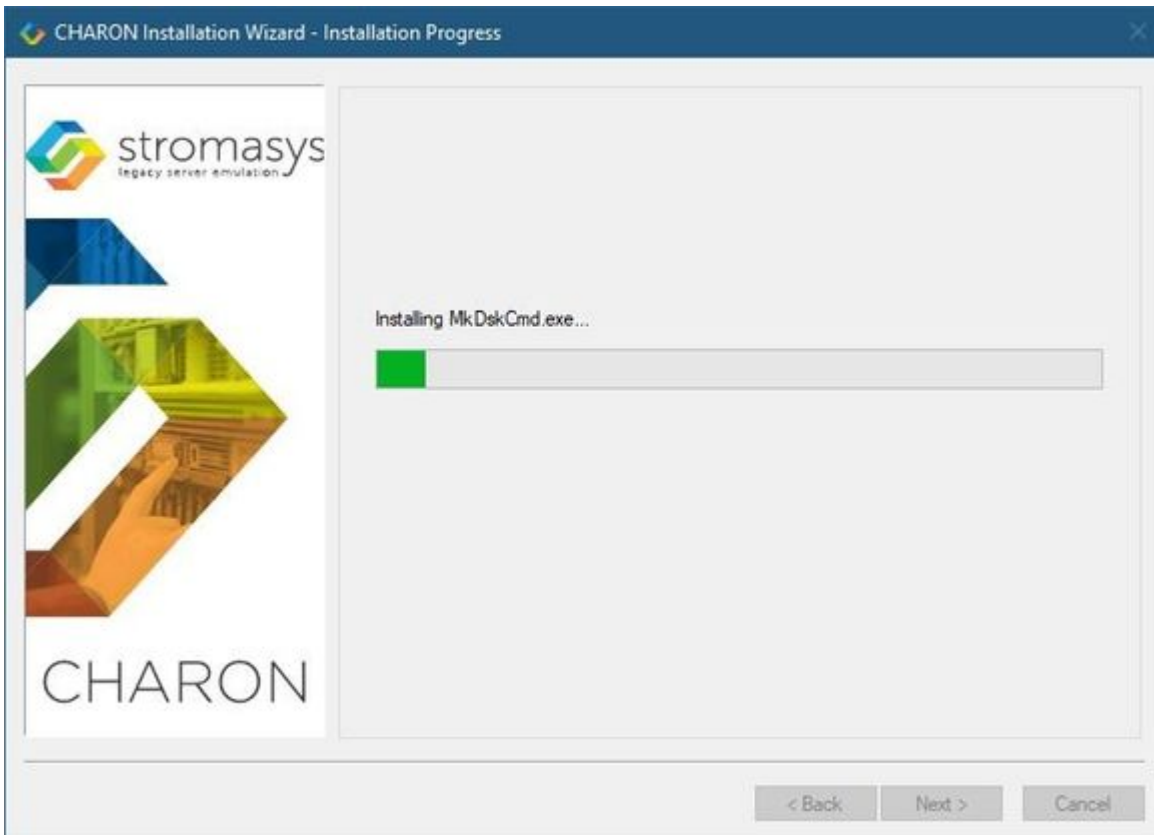 CHARON Installation Wizard - Installation Progress
stromasys
legacy server emulation
Installing MkDskCmd.exe...
CHARON
< Back Next > Cancel